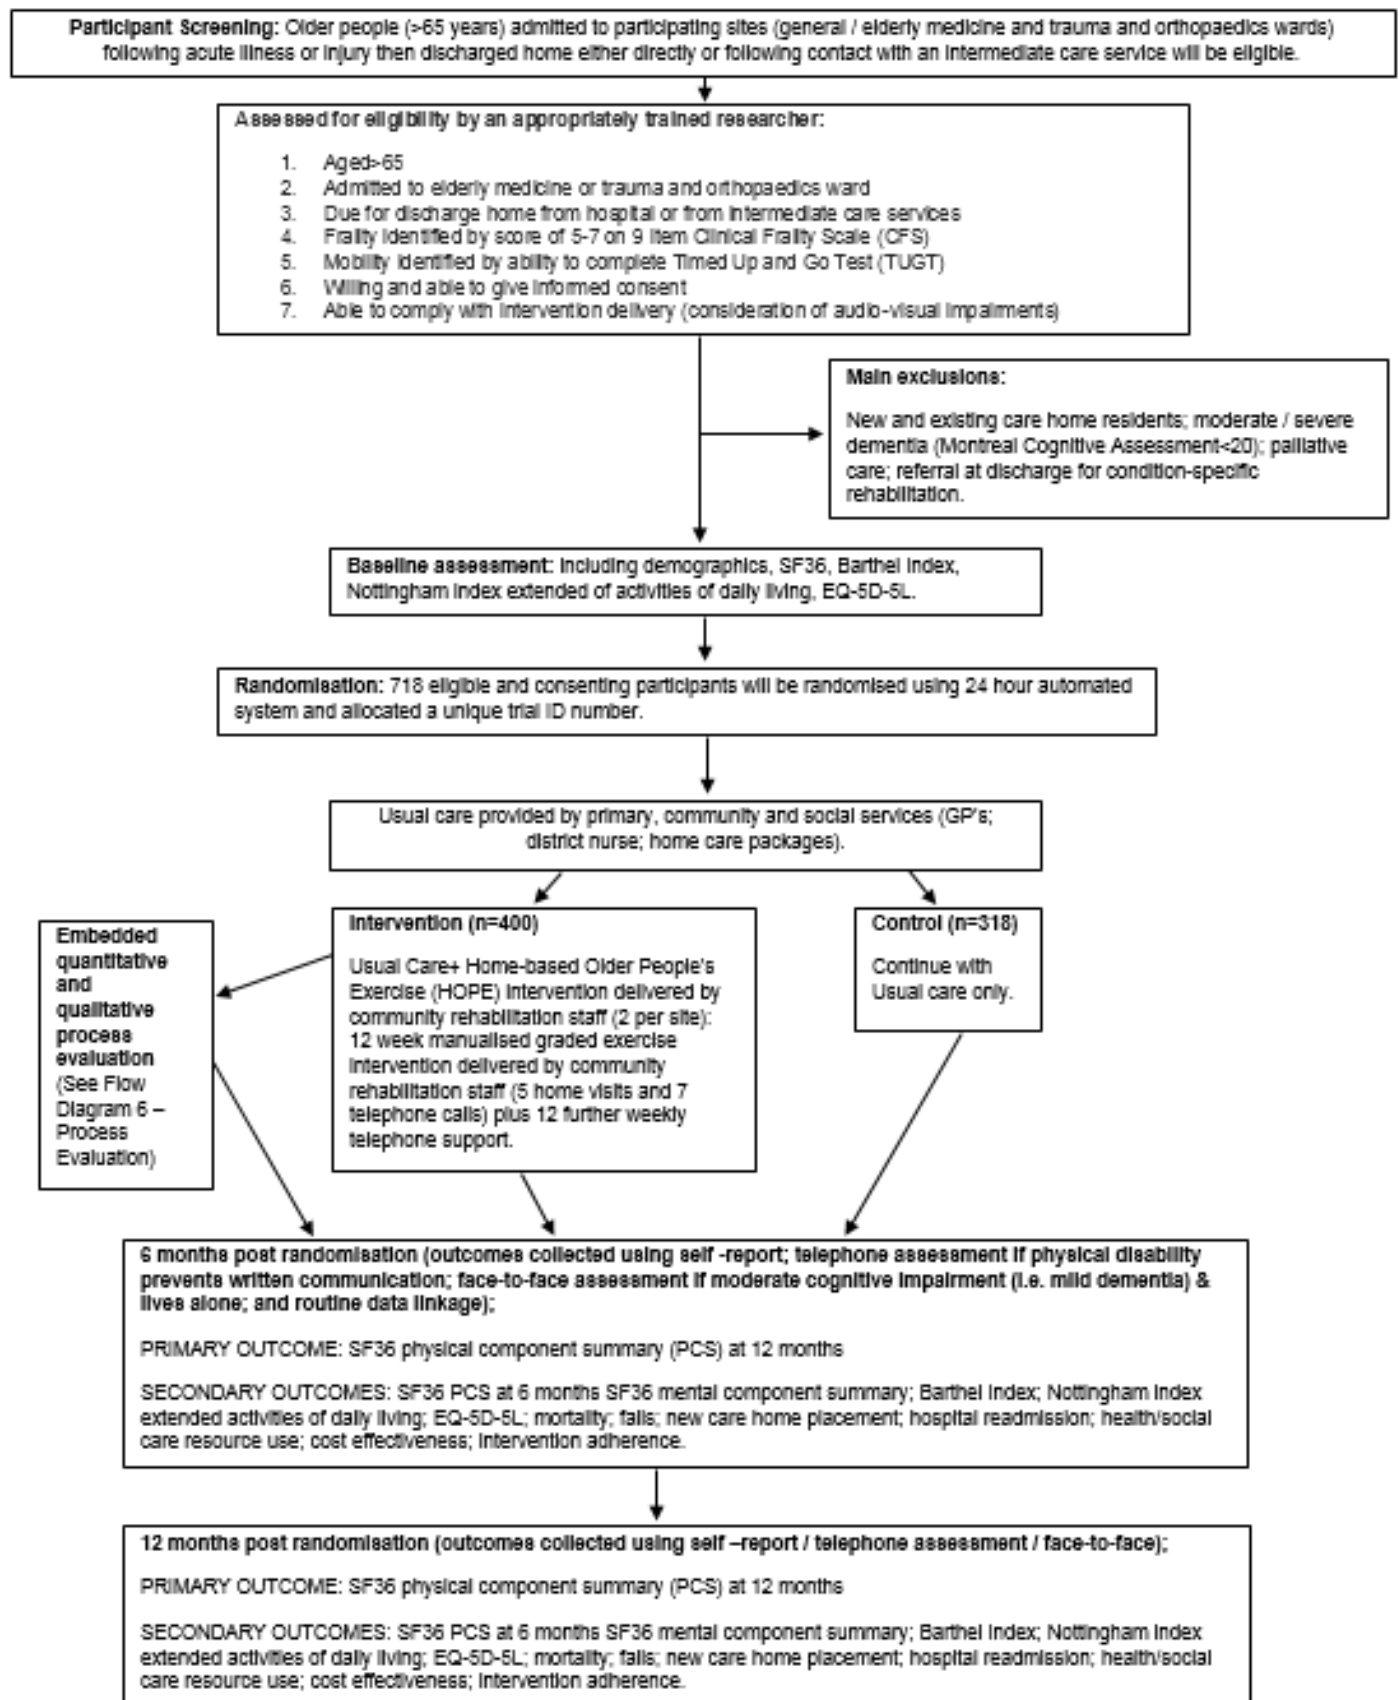 Participant Screening: Older people (>65 years) admitted to participating sites (general / elderly medicine and trauma and orthopaedics wards)
following acute illness or injury then discharged home either directly or following contact with an intermediate care service will be eligible.
Assessed for eligibility by an appropriately trained researcher:
1. Aged>65
2. Admitted to elderly medicine or trauma and orthopaedics ward
3. Due for discharge home from hospital or from intermediate care services
4. Frailty identified by score of 5-7 on 9 item Clinical Frailty Scale (CFS)
5. Mobility identified by ability to complete Timed Up and Go Test (TUGT)
6. Willing and able to give informed consent
7. Able to comply with intervention delivery (consideration of audio-visual impairments)
Main exclusions:
New and existing care home residents; moderate / severe
dementia (Montreal Cognitive Assessment<20); palliative
care; referral at discharge for condition-specific
rehabilitation.
Baseline assessment: Including demographics, SF36, Barthel Index,
Nottingham Index extended of activities of daily living, EQ-5D-5L.
Randomisation: 718 eligible and consenting participants will be randomised using 24 hour automated
system and allocated a unique trial ID number.
Usual care provided by primary, community and social services (GP's;
district nurse; home care packages).
Embedded
quantitative
and
qualitative
process
evaluation
(See Flow
Diagram 6 –
Process
Evaluation)
Intervention (n=400)
Usual Care+ Home-based Older People's
Exercise (HOPE) intervention delivered by
community rehabilitation staff (2 per site):
12 week manualised graded exercise
intervention delivered by community
rehabilitation staff (5 home visits and 7
telephone calls) plus 12 further weekly
telephone support.
Control (n=318)
Continue with
Usual care only.
6 months post randomisation (outcomes collected using self -report; telephone assessment if physical disability
prevents written communication; face-to-face assessment if moderate cognitive impairment (i.e. mild dementia) &
lives alone; and routine data linkage);
PRIMARY OUTCOME: SF36 physical component summary (PCS) at 12 months
SECONDARY OUTCOMES: SF36 PCS at 6 months SF36 mental component summary; Barthel Index; Nottingham Index
extended activities of daily living; EQ-5D-5L; mortality; falls; new care home placement; hospital readmission; health/social
care resource use; cost effectiveness; intervention adherence.
12 months post randomisation (outcomes collected using self –report / telephone assessment / face-to-face);
PRIMARY OUTCOME: SF36 physical component summary (PCS) at 12 months
SECONDARY OUTCOMES: SF36 PCS at 6 months SF36 mental component summary; Barthel Index; Nottingham Index
extended activities of daily living; EQ-5D-5L; mortality; falls; new care home placement; hospital readmission; health/social
care resource use; cost effectiveness; intervention adherence.